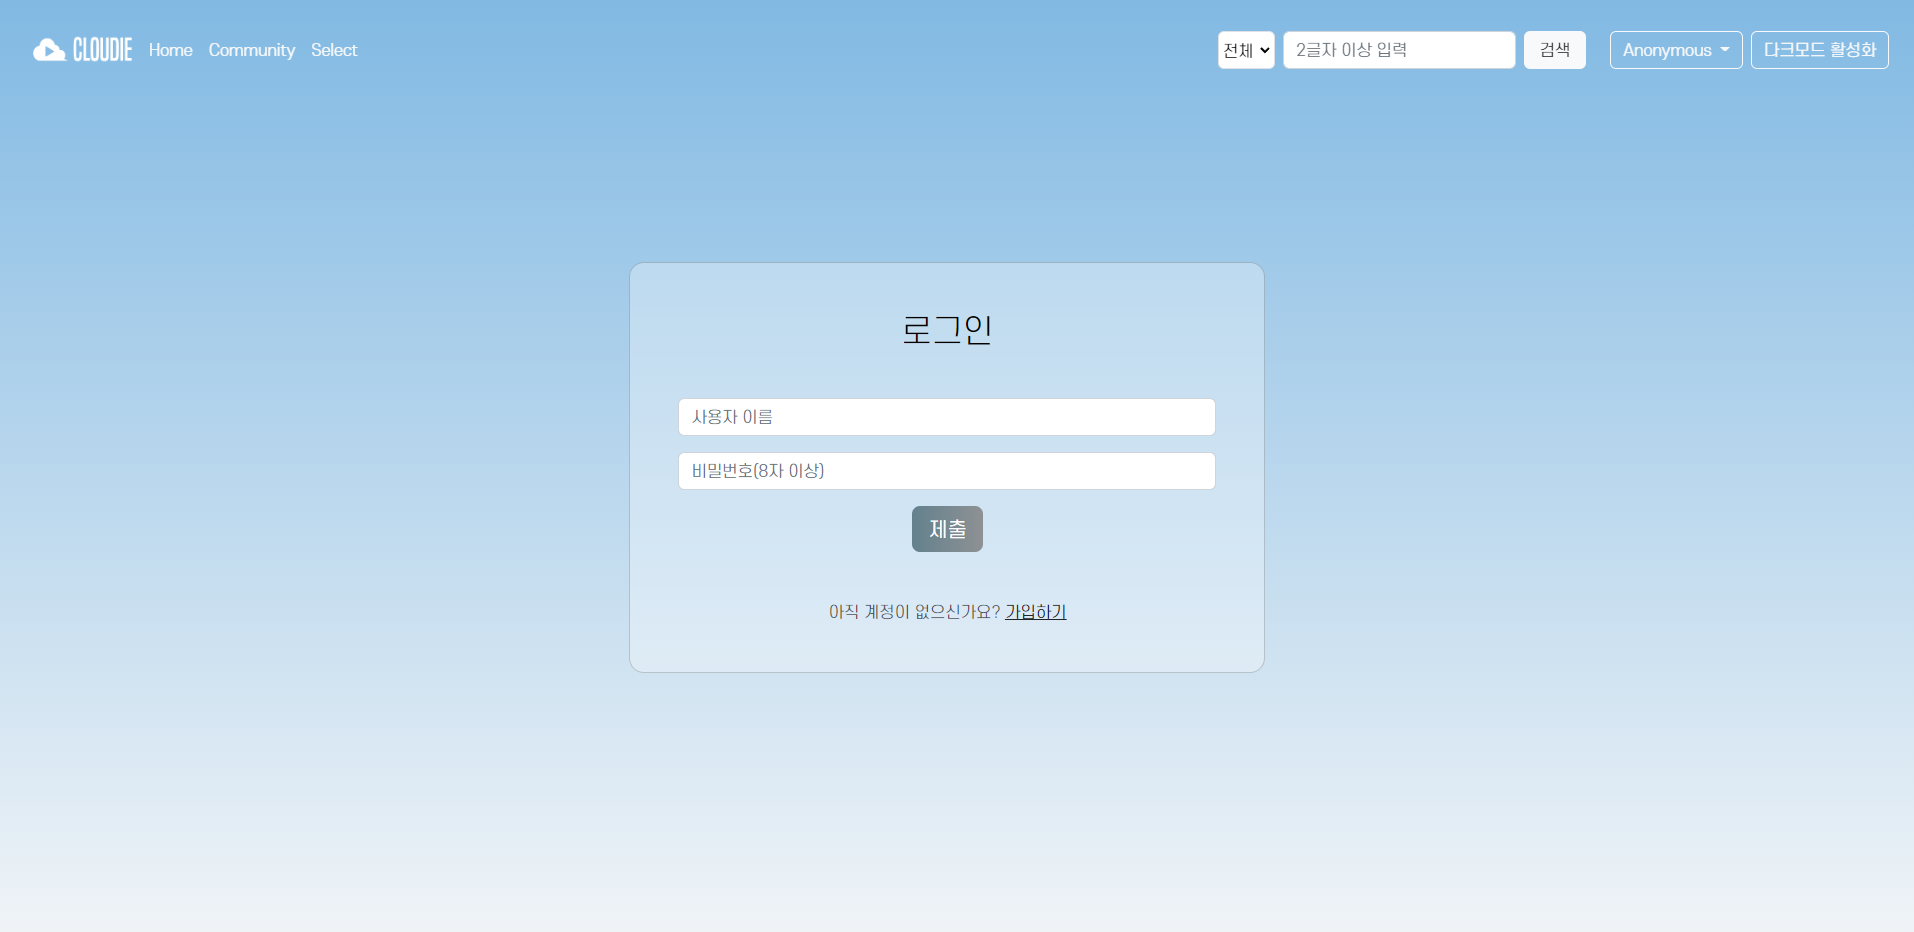 CLOUDIE Home Community Select 전체 2글자 이상 입력 검색 Anonymous 다크모드 활성화
로그인
사용자 이름
비밀번호(8자 이상)
제출
아직 계정이 없으신가요? 가입하기